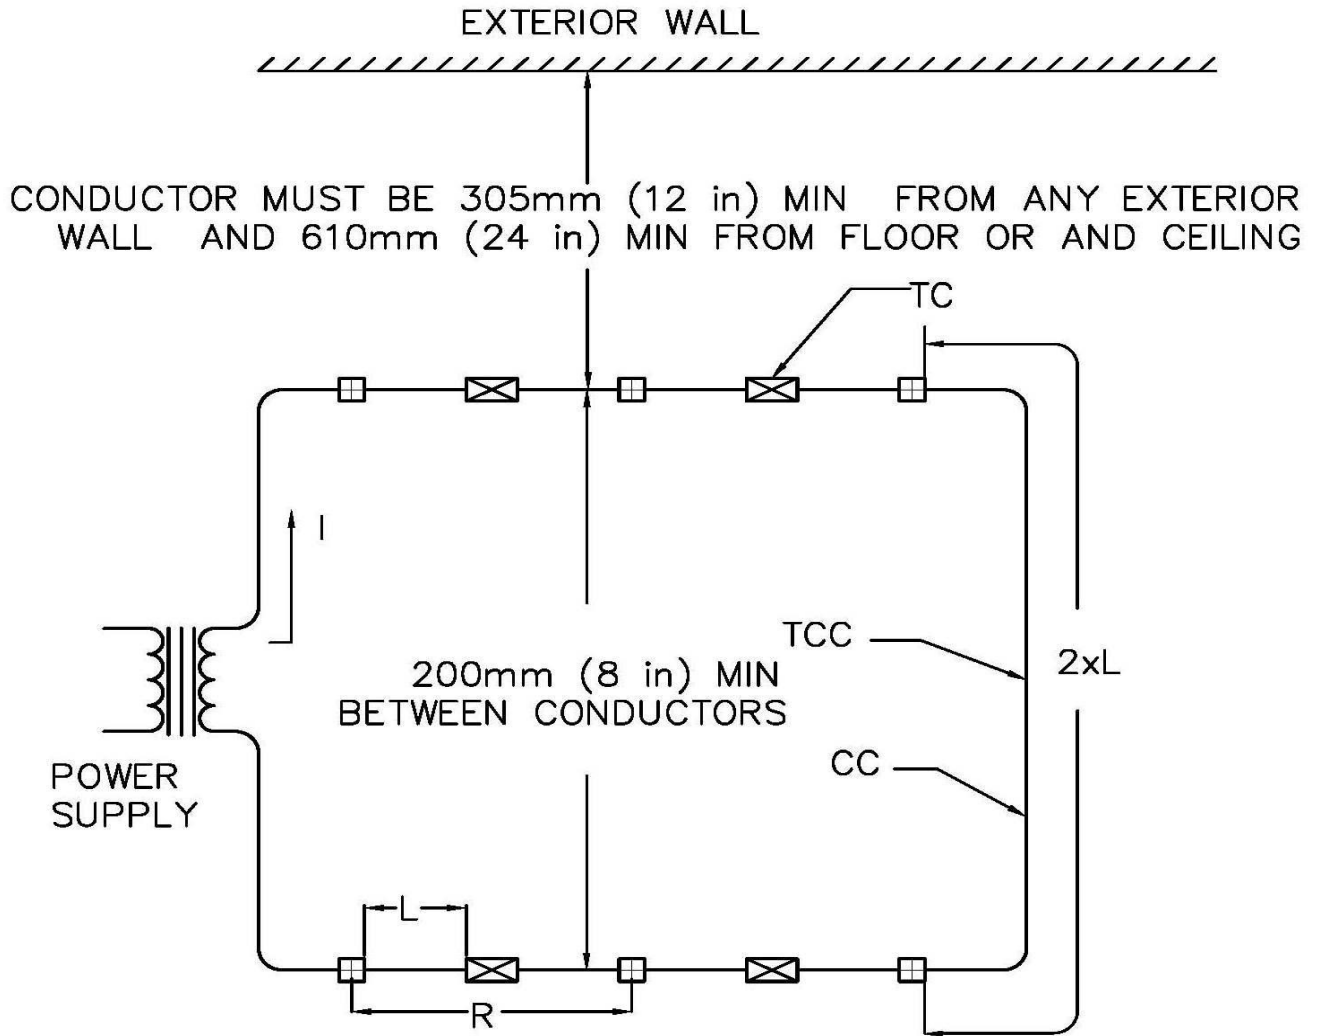 EXTERIOR WALL
CONDUCTOR MUST BE 305mm (12 in) MIN FROM ANY EXTERIOR
WALL AND 610mm (24 in) MIN FROM FLOOR OR AND CEILING
TC
I
TCC
2xL
200mm (8 in) MIN
BETWEEN CONDUCTORS
CC
POWER
SUPPLY
L
R